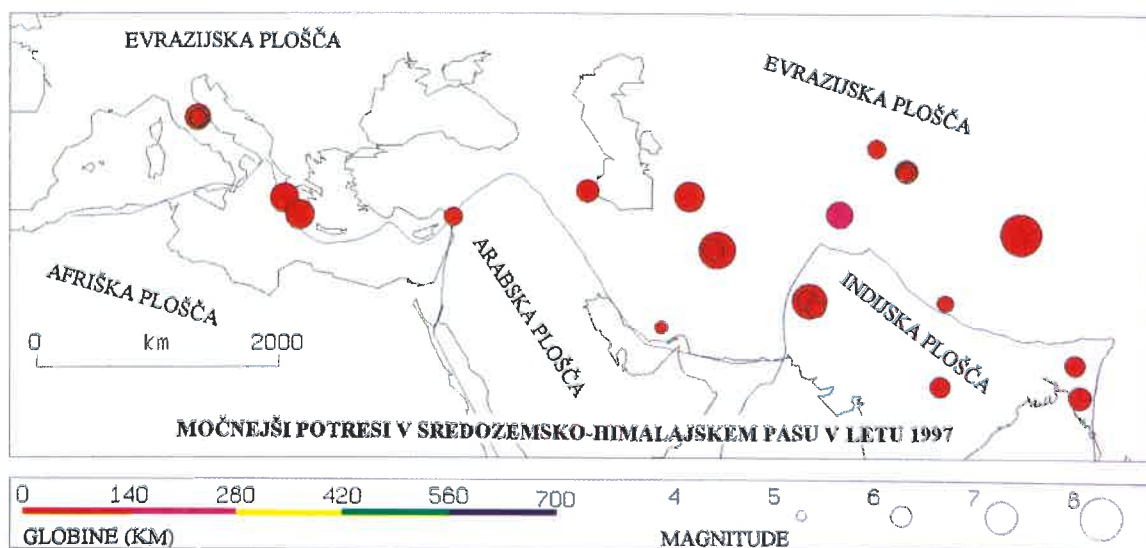 EVRAZIJSKA PLOŠČA
EVRAZIJSKA PLOŠČA
AFRIŠKA PLOŠČA
ARABSKA PLOŠČA
INDIJSKA PLOŠČA
0 km 2000
MOČNEJŠI POTRESI V SREDOZEMSKO-HIMALAJSKEM PASU V LETU 1997
0 140 280 420 560 700 4 5 6 7 8
GLOBINE (KM) MAGNITUDE